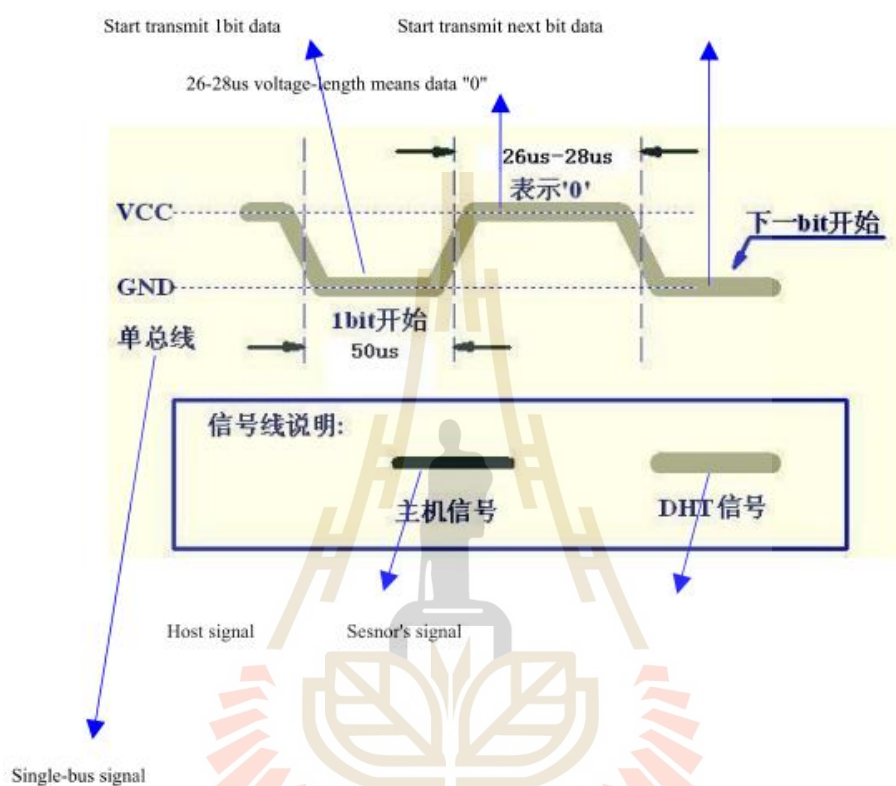 Start transmit 1bit data
Start transmit next bit data
26-28us voltage-length means data "0"
26us-28us
表示'0'
VCC
下一bit开始
GND
1bit开始
单总线
50us
信号线说明:
主机信号
DHT信号
Host signal
Sesnor's signal
Single-bus signal